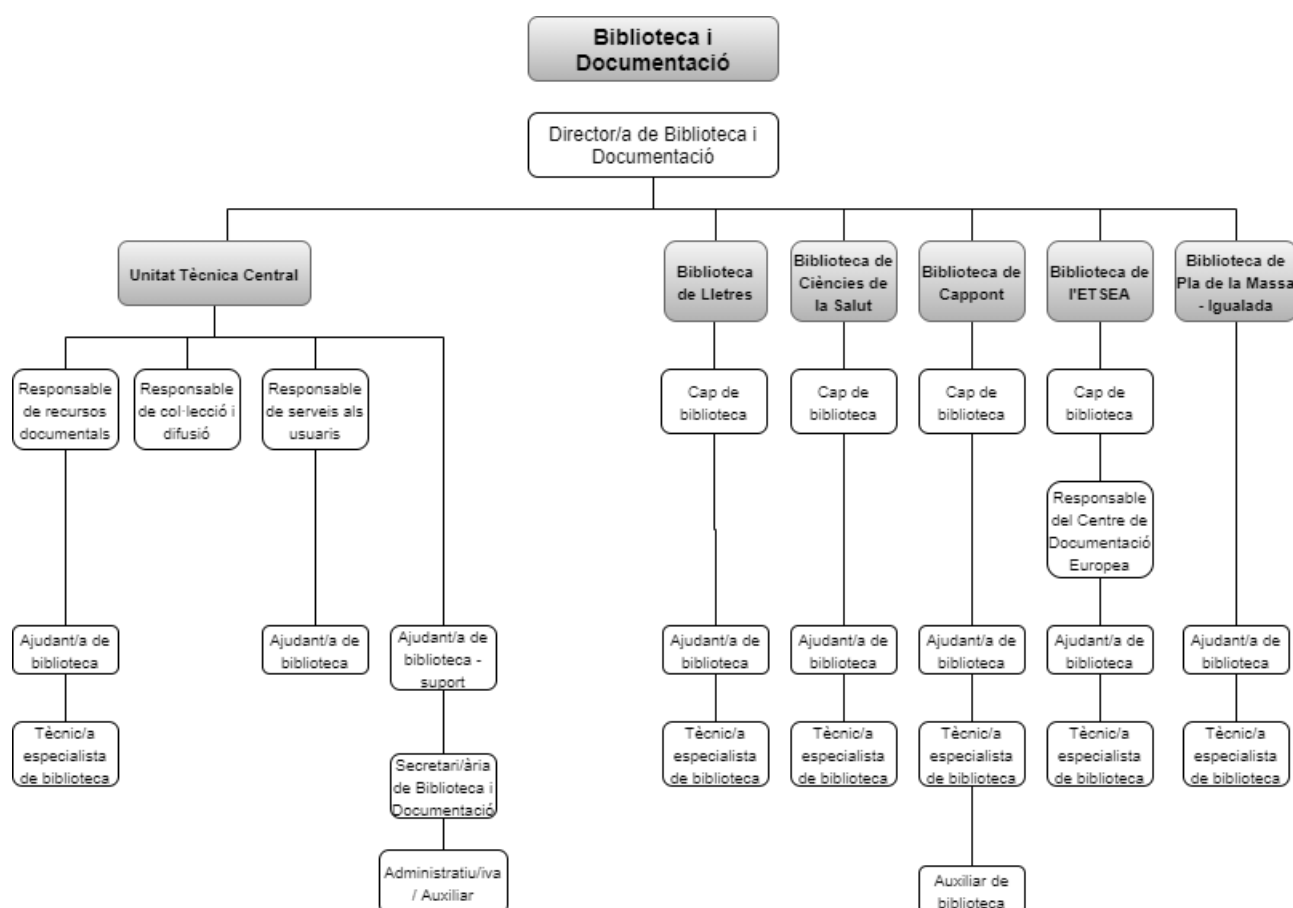 Biblioteca i
Documentació
Director/a de Biblioteca i
Documentació
Unitat Tècnica Central
Biblioteca
de Lletres
Biblioteca de
Ciències de
la Salut
Biblioteca de
Cappont
Biblioteca de
l'ETSEA
Biblioteca de
Pla de la Massa
- Igualada
Responsable
de recursos
documentals
Responsable
de col·lecció i
difusió
Responsable
de serveis als
usuaris
Cap de
biblioteca
Cap de
biblioteca
Cap de
biblioteca
Cap de
biblioteca
Responsable
del Centre de
Documentació
Europea
Ajudant/a de
biblioteca
Ajudant/a de
biblioteca
Ajudant/a de
biblioteca -
suport
Ajudant/a de
biblioteca
Ajudant/a de
biblioteca
Ajudant/a de
biblioteca
Ajudant/a de
biblioteca
Ajudant/a de
biblioteca
Tècnic/a
especialista
de biblioteca
Secretari/ària
de Biblioteca i
Documentació
Tècnic/a
especialista
de biblioteca
Tècnic/a
especialista
de biblioteca
Tècnic/a
especialista
de biblioteca
Tècnic/a
especialista
de biblioteca
Tècnic/a
especialista
de biblioteca
Administratiu/iva
/ Auxiliar
Auxiliar de
biblioteca